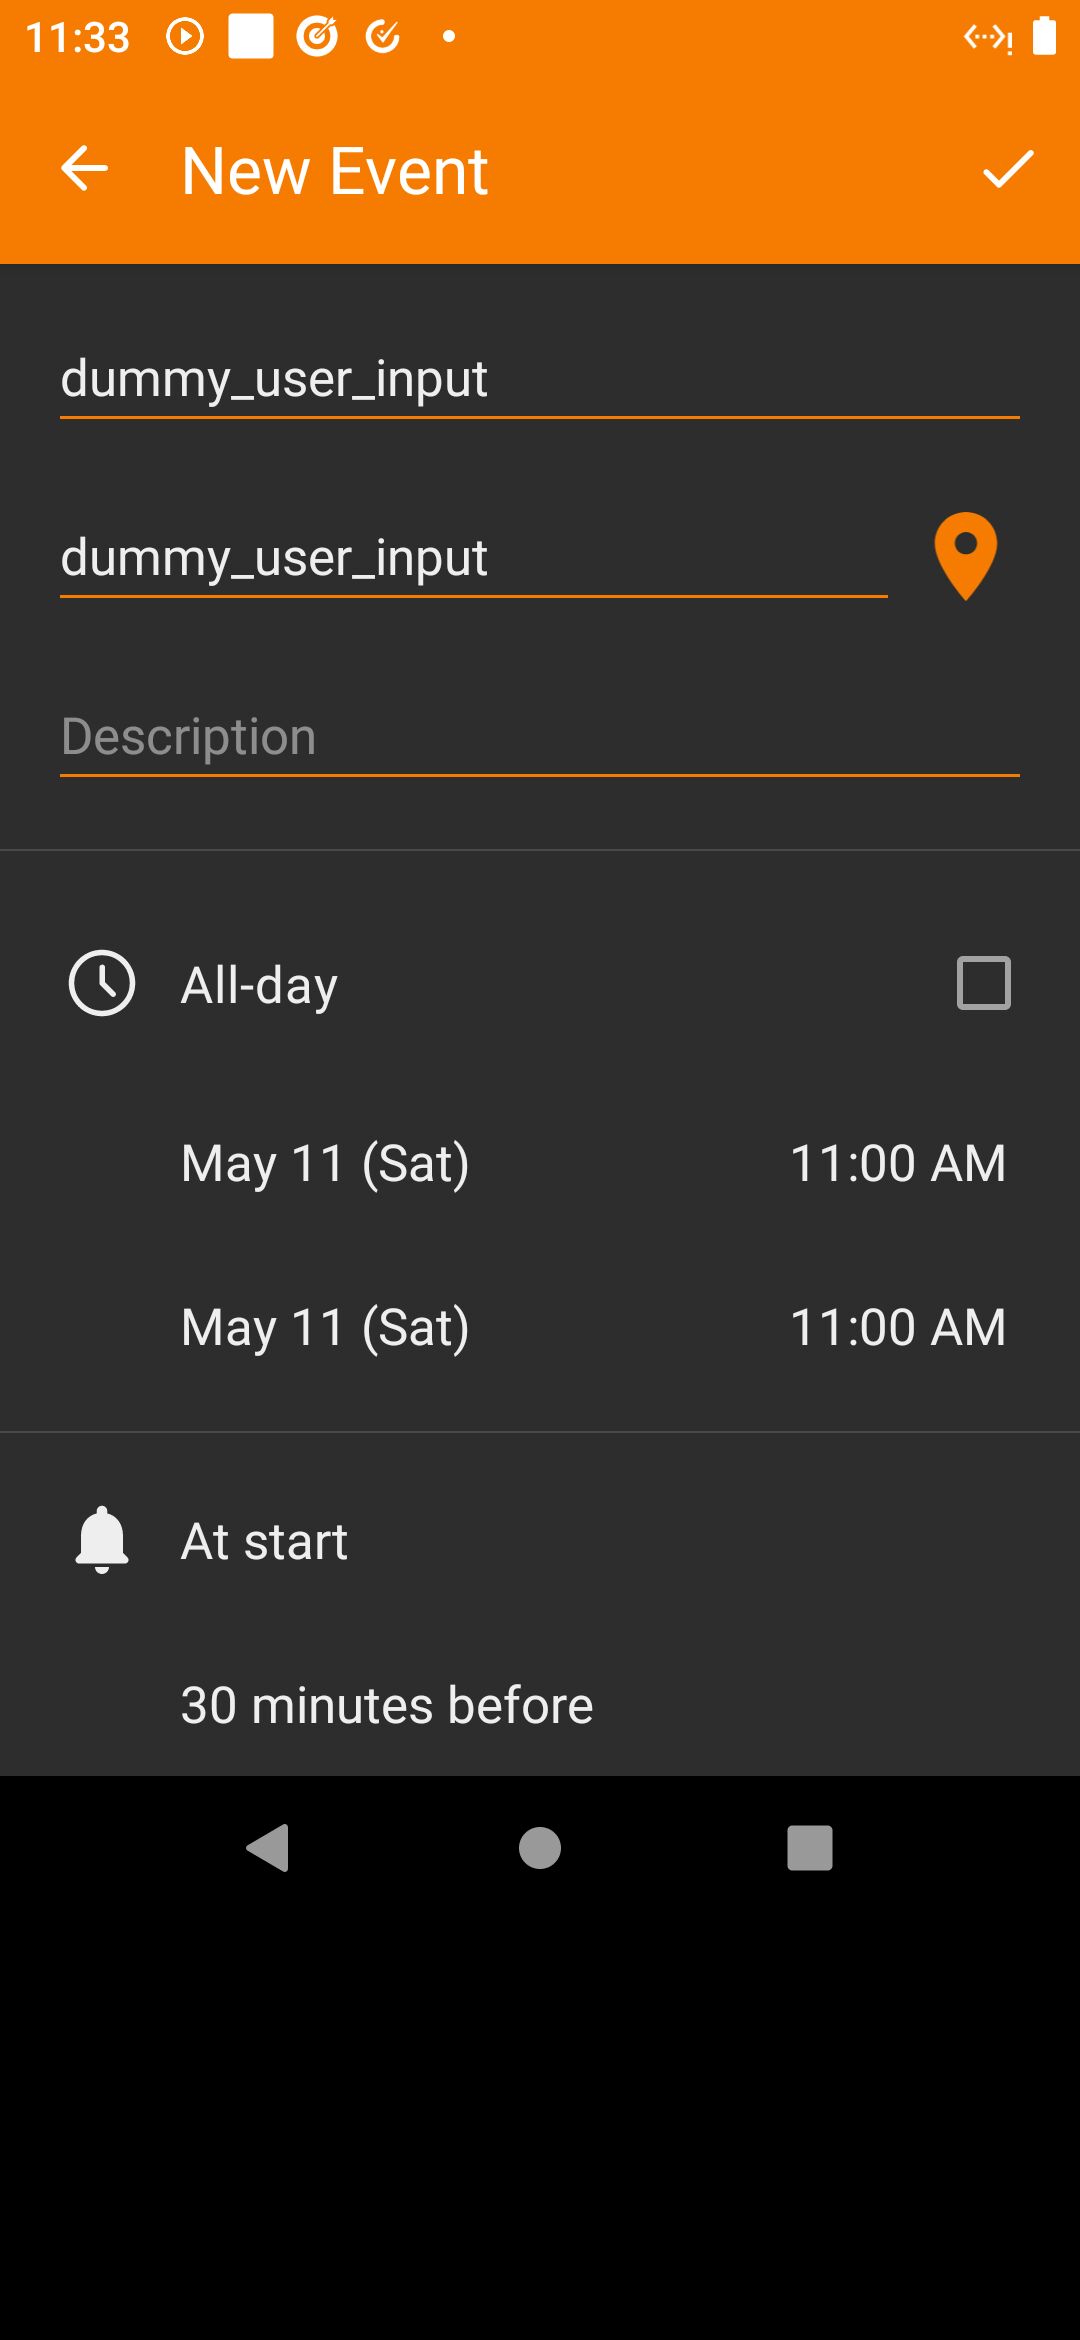 11:33
New Event
dummy_user_input
dummy_user_input
Description
All-day
May 11 (Sat) 11:00 AM
May 11 (Sat) 11:00 AM
At start
30 minutes before